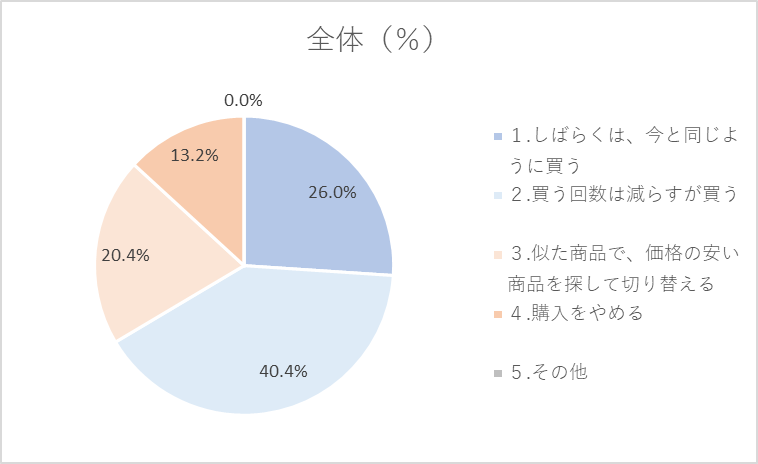 全体（％）
0.0%
13.2%
26.0%
20.4%
40.4%
１.しばらくは、今と同じよ
うに買う
２.買う回数は減らすが買う
３.似た商品で、価格の安い
商品を探して切り替える
４.購入をやめる
５.その他